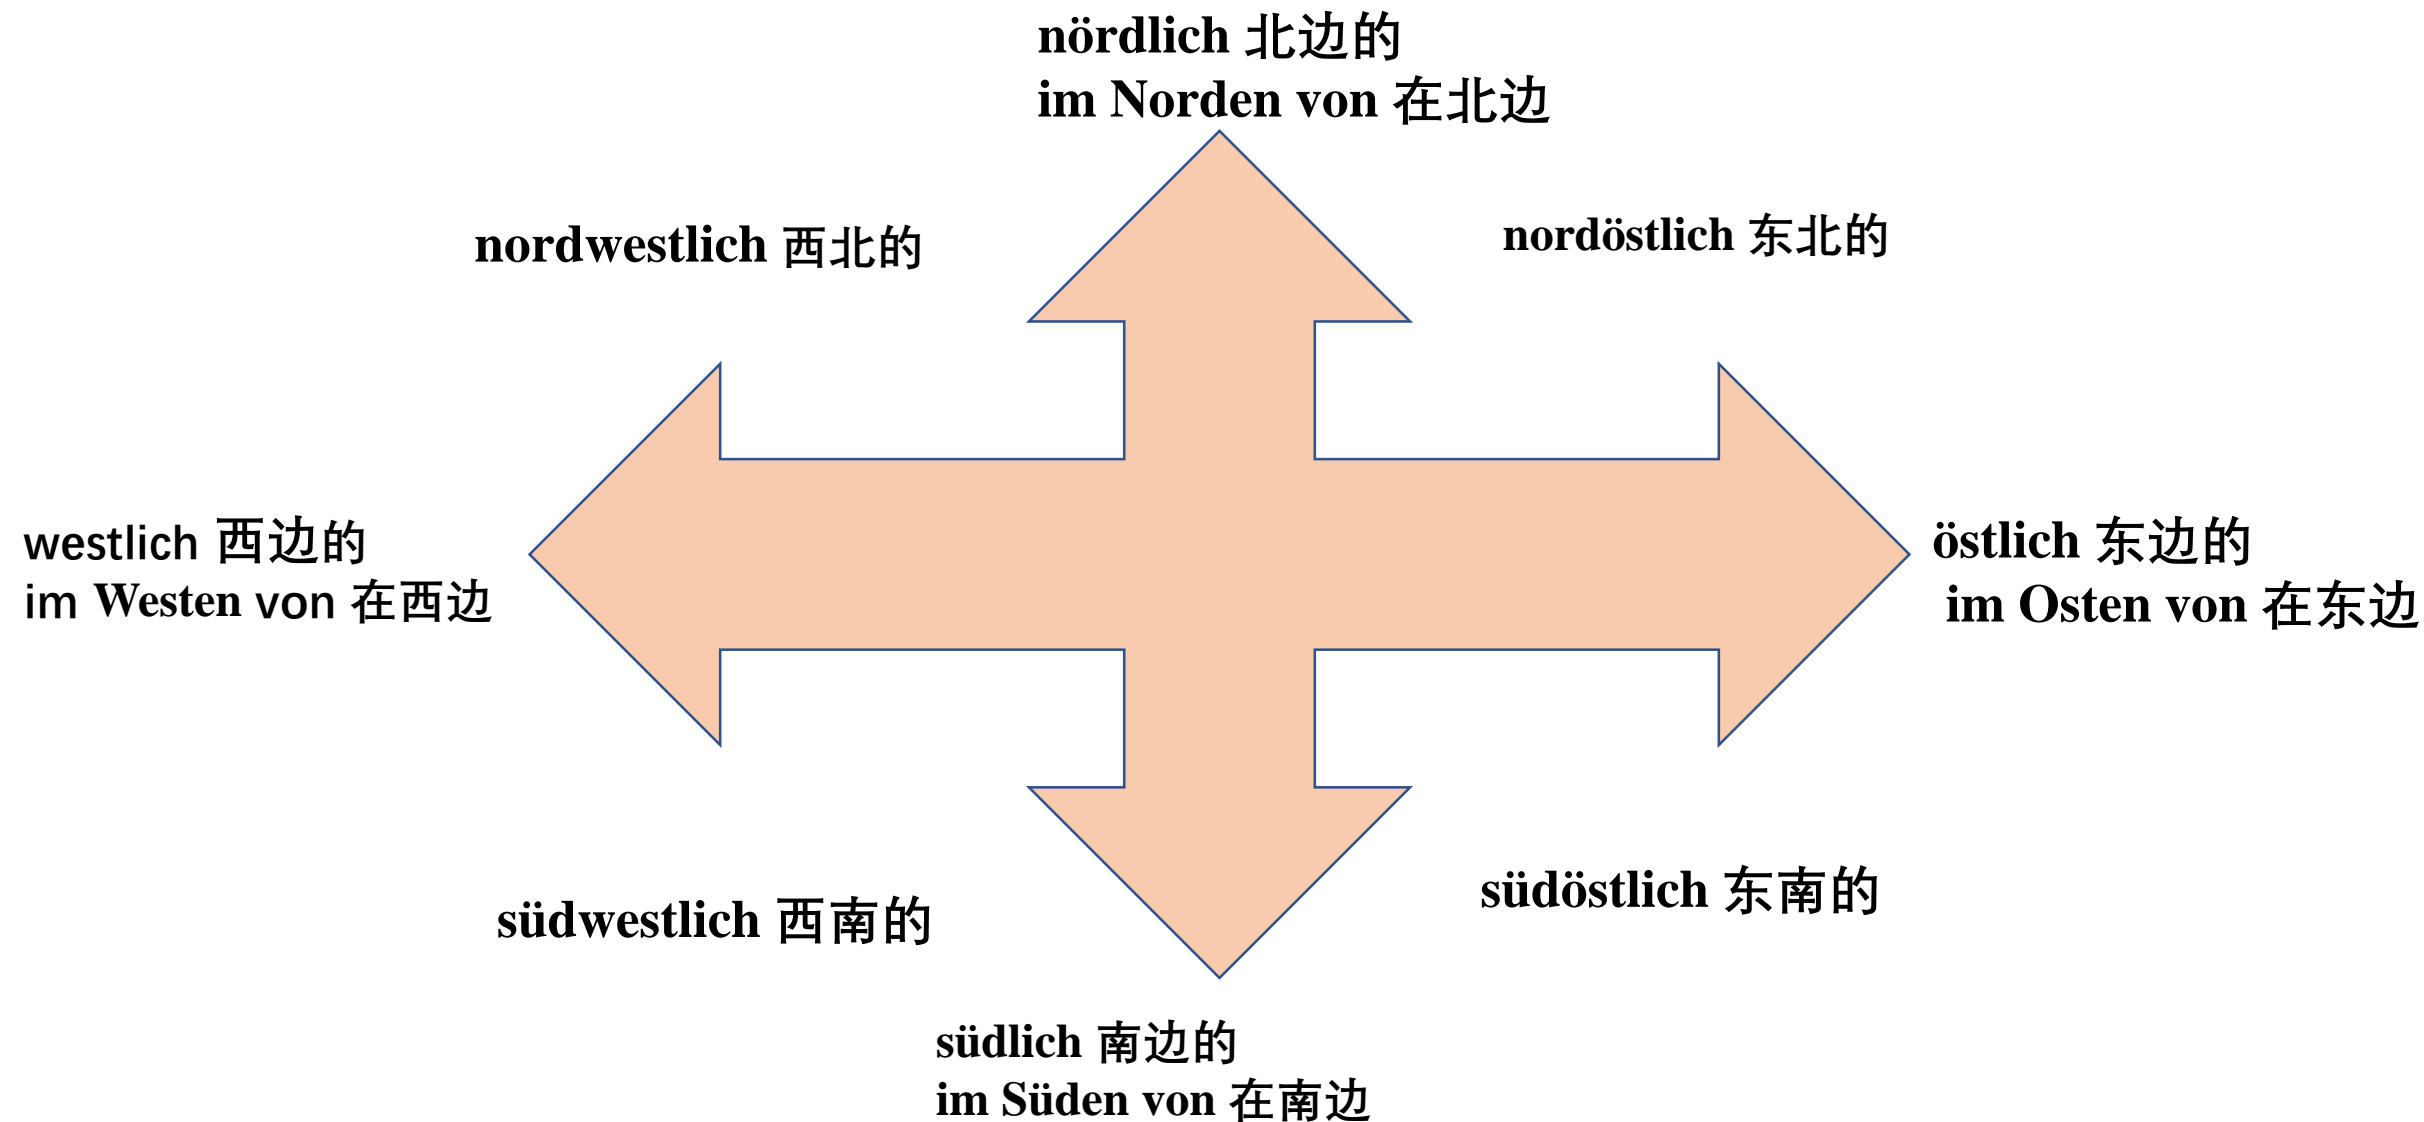 nördlich 北边的
im Norden von 在北边
nordwestlich 西北的
nordöstlich 东北的
westlich 西边的
im Westen von 在西边
östlich 东边的
im Osten von 在东边
südwestlich 西南的
südöstlich 东南的
südlich 南边的
im Süden von 在南边